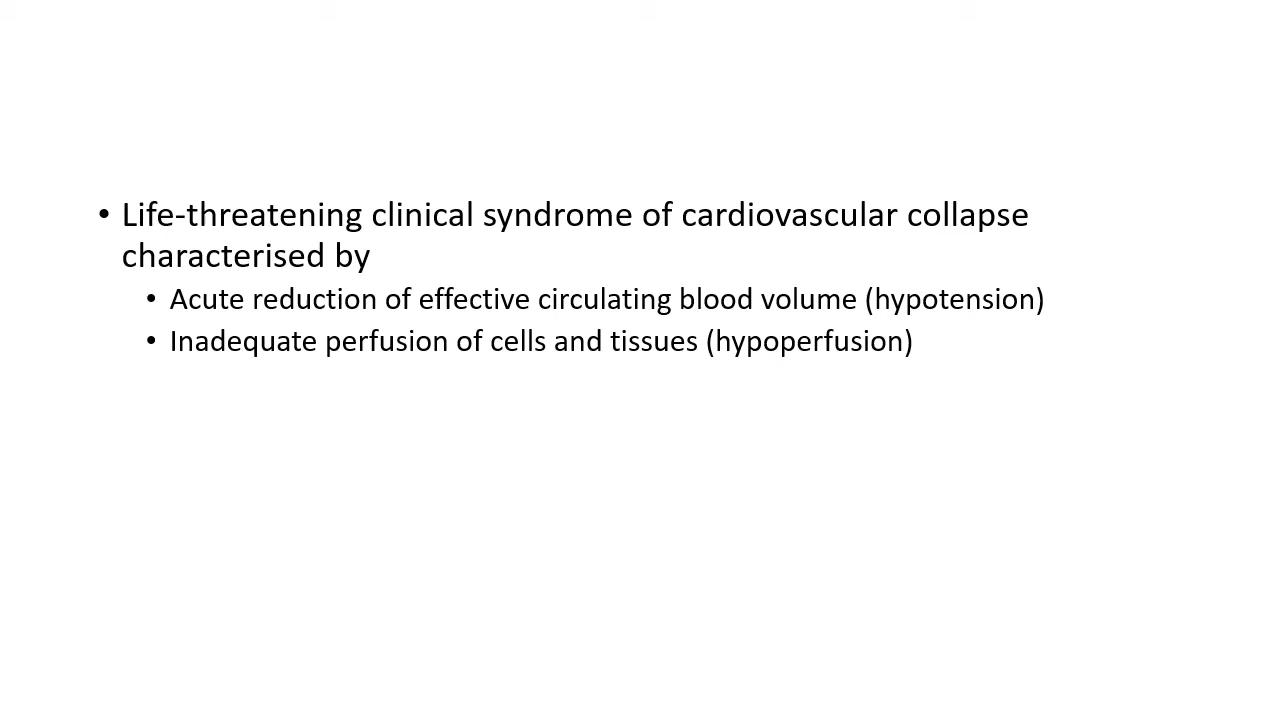 • Life-threatening clinical syndrome of cardiovascular collapse
characterised by
• Acute reduction of effective circulating blood volume (hypotension)
• Inadequate perfusion of cells and tissues (hypoperfusion)